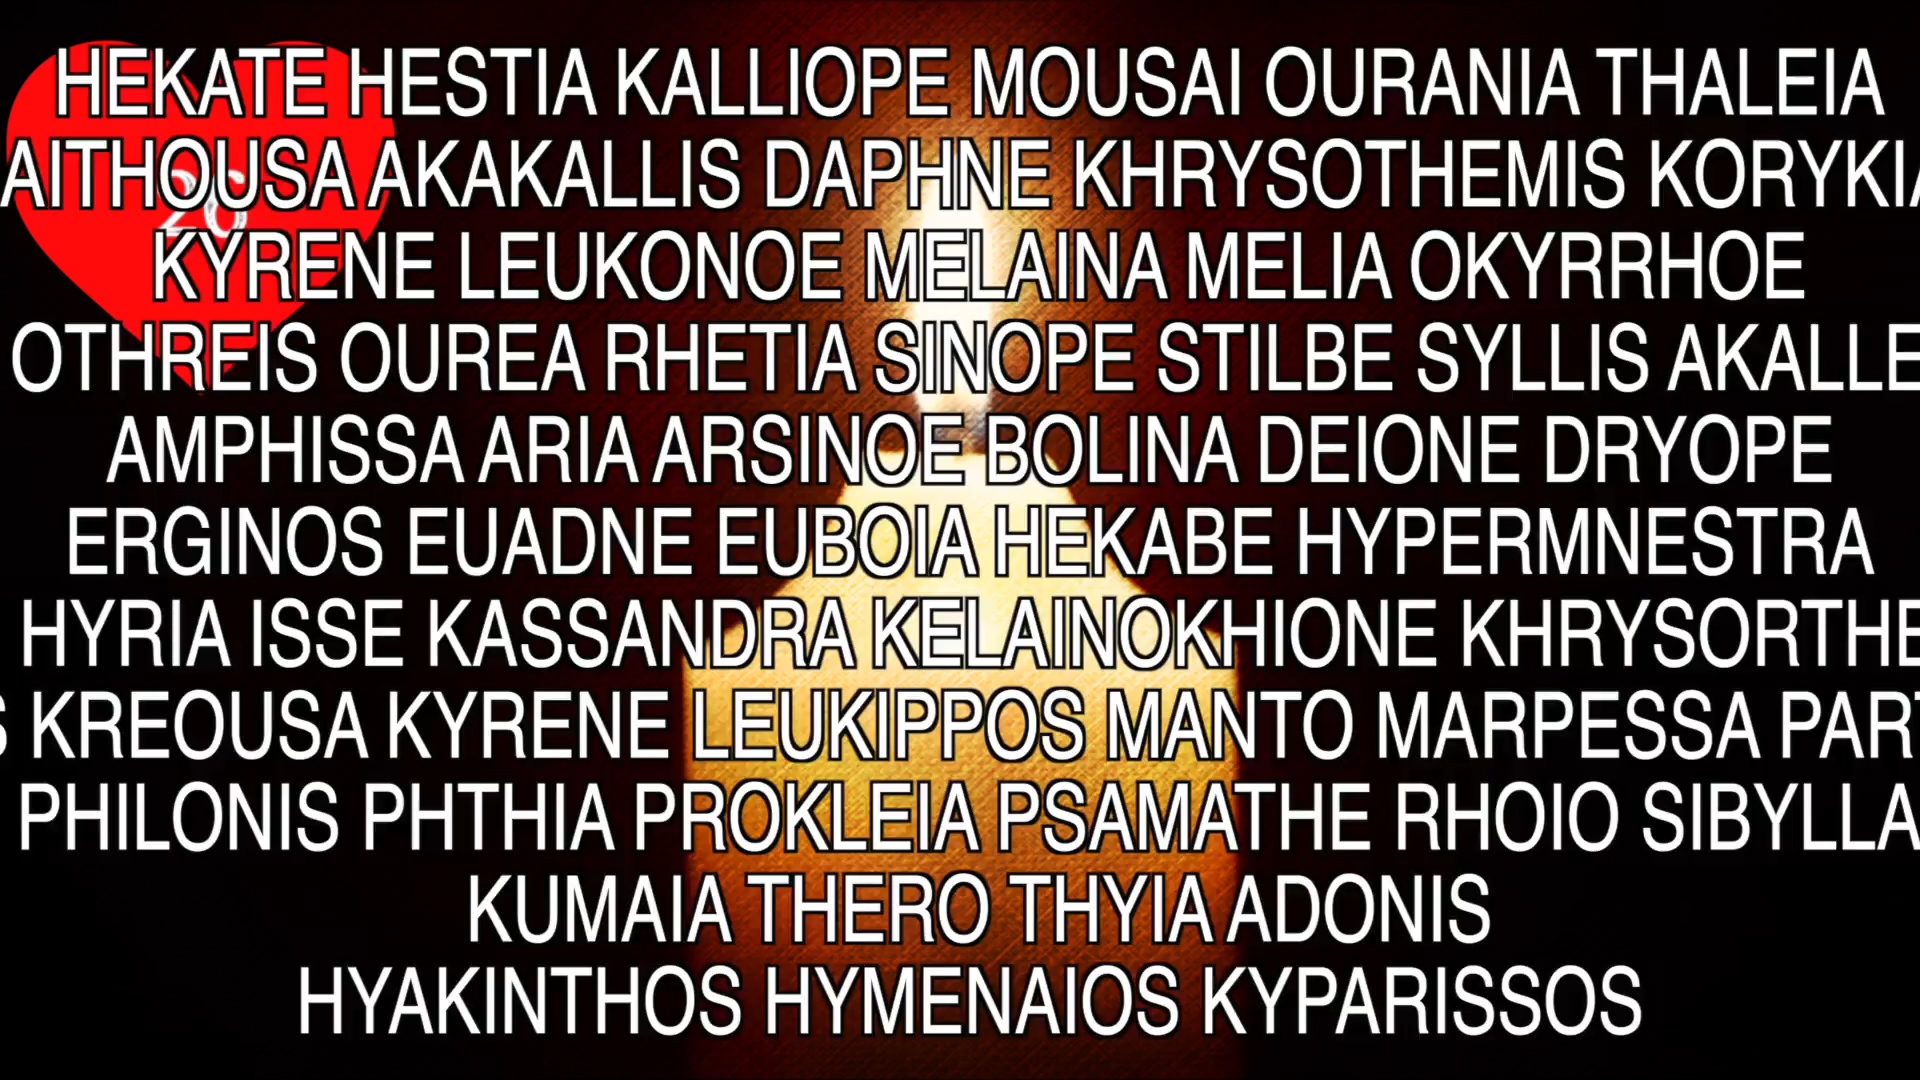 HEKATE HESTIA KALLIOPE MOUSAI OURANIA THALEIA
AITHOUSA AKAKALLIS DAPHNE KHRYSOTHEMIS KORYKIA
26
KYRENE LEUKONOE MELAINA MELIA OKYRRHOE
OTHREIS OUREA RHETIA SINOPE STILBE SYLLIS AKALLE
AMPHISSA ARIA ARSINOE BOLINA DEIONE DRYOPE
ERGINOS EUADNE EUBOIA HEKABE HYPERMNESTRA
HYRIA ISSE KASSANDRA KELAINOKHIONE KHRYSORTHE
S KREOUSA KYRENE LEUKIPPOS MANTO MARPESSA PART
PHILONIS PHTHIA PROKLEIA PSAMATHE RHOIO SIBYLLA
KUMAIA THERO THYIA ADONIS
HYAKINTHOS HYMENAIOS KYPARISSOS